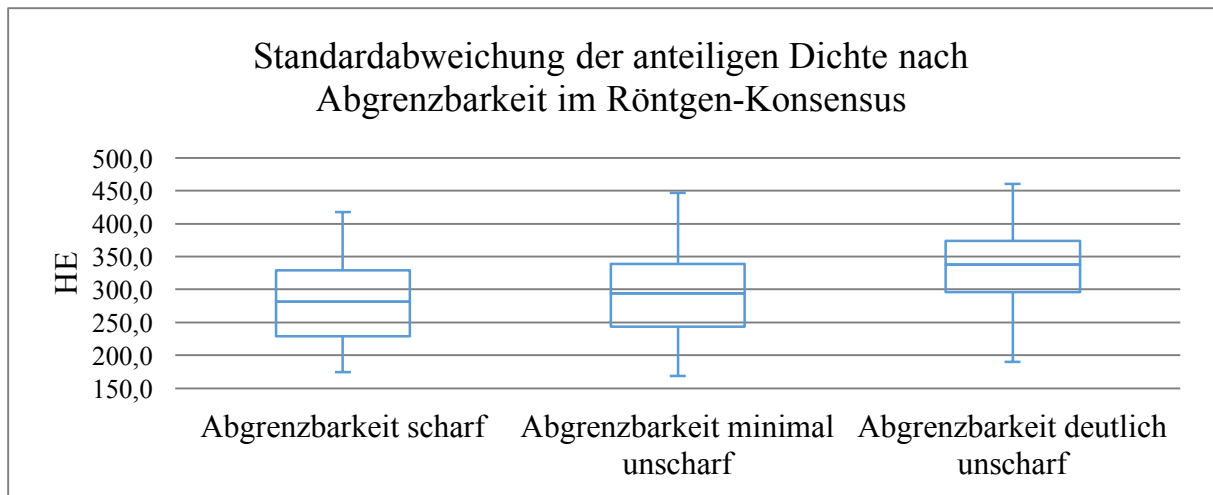 Standardabweichung der anteiligen Dichte nach
Abgrenzbarkeit im Röntgen-Konsensus
HE
500,0
450,0
400,0
350,0
300,0
250,0
200,0
150,0
Abgrenzbarkeit scharf
Abgrenzbarkeit minimal
unscharf
Abgrenzbarkeit deutlich
unscharf